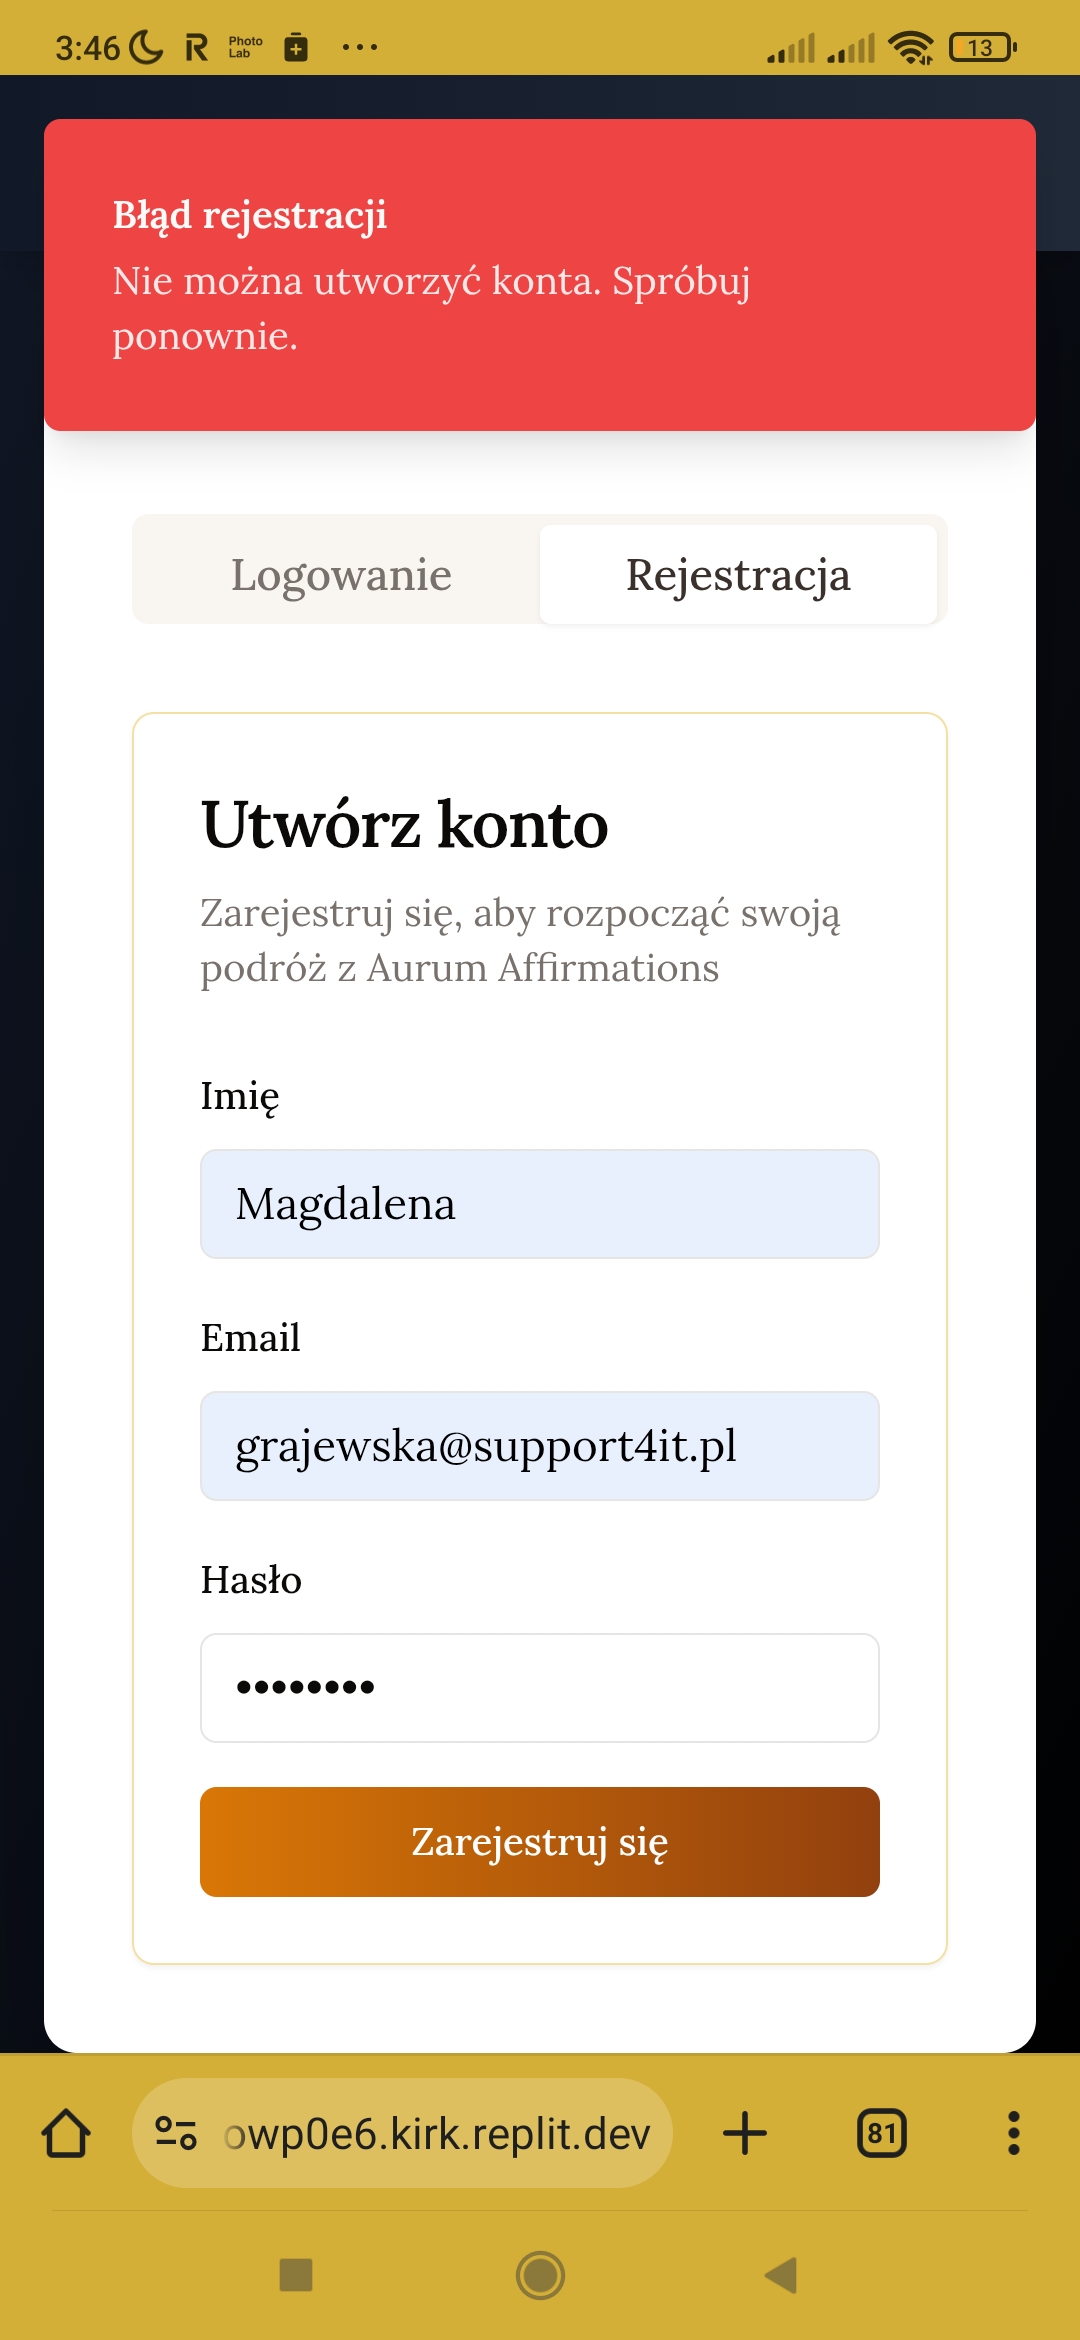 3:46 Photo Lab 13
Błąd rejestracji
Nie można utworzyć konta. Spróbuj
ponownie.
Logowanie Rejestracja
Utwórz konto
Zarejestruj się, aby rozpocząć swoją
podróż z Aurum Affirmations
Imię
Magdalena
Email
grajewska@support4it.pl
Hasło
••••••••
Zarejestruj się
owp0e6.kirk.replit.dev 81